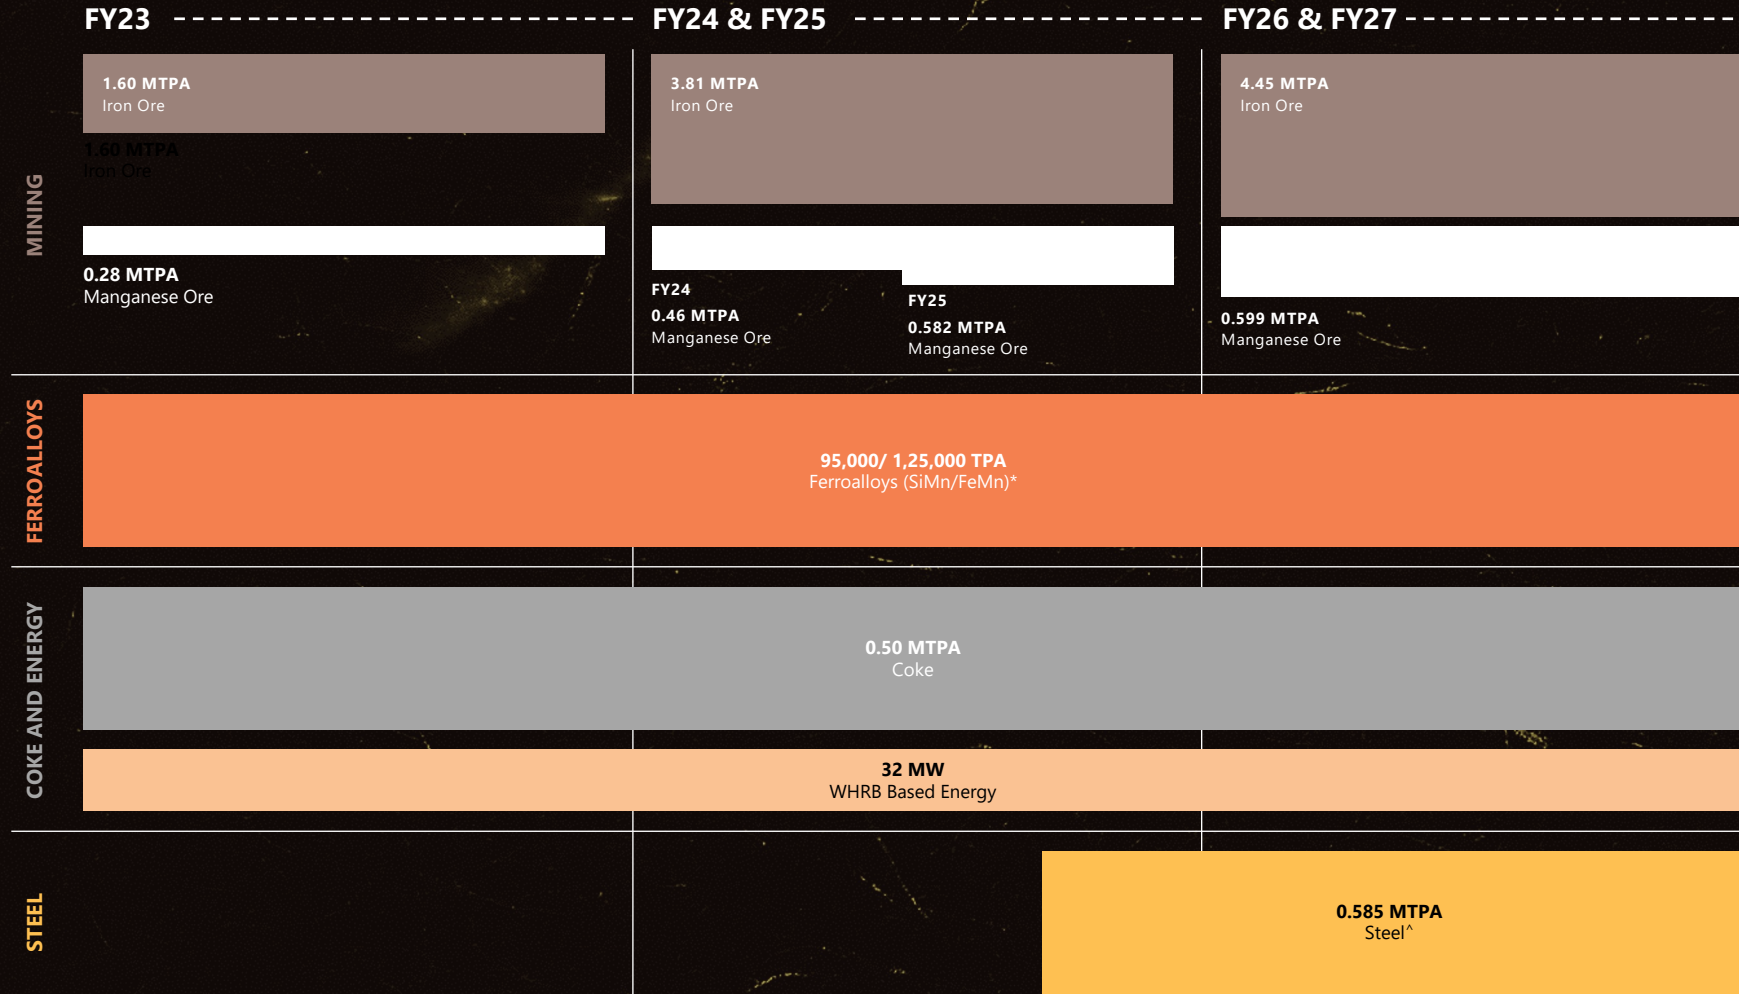 FY23
FY24 & FY25
FY26 & FY27
MINING
1.60 MTPA
Iron Ore
1.60 MTPA
Iron Ore
0.28 MTPA
Manganese Ore
3.81 MTPA
Iron Ore
FY24
0.46 MTPA
Manganese Ore
FY25
0.582 MTPA
Manganese Ore
4.45 MTPA
Iron Ore
0.599 MTPA
Manganese Ore
FERROALLOYS
95,000/ 1,25,000 TPA
Ferroalloys (SiMn/FeMn)*
COKE AND ENERGY
0.50 MTPA
Coke
32 MW
WHRB Based Energy
STEEL
0.585 MTPA
Steel^